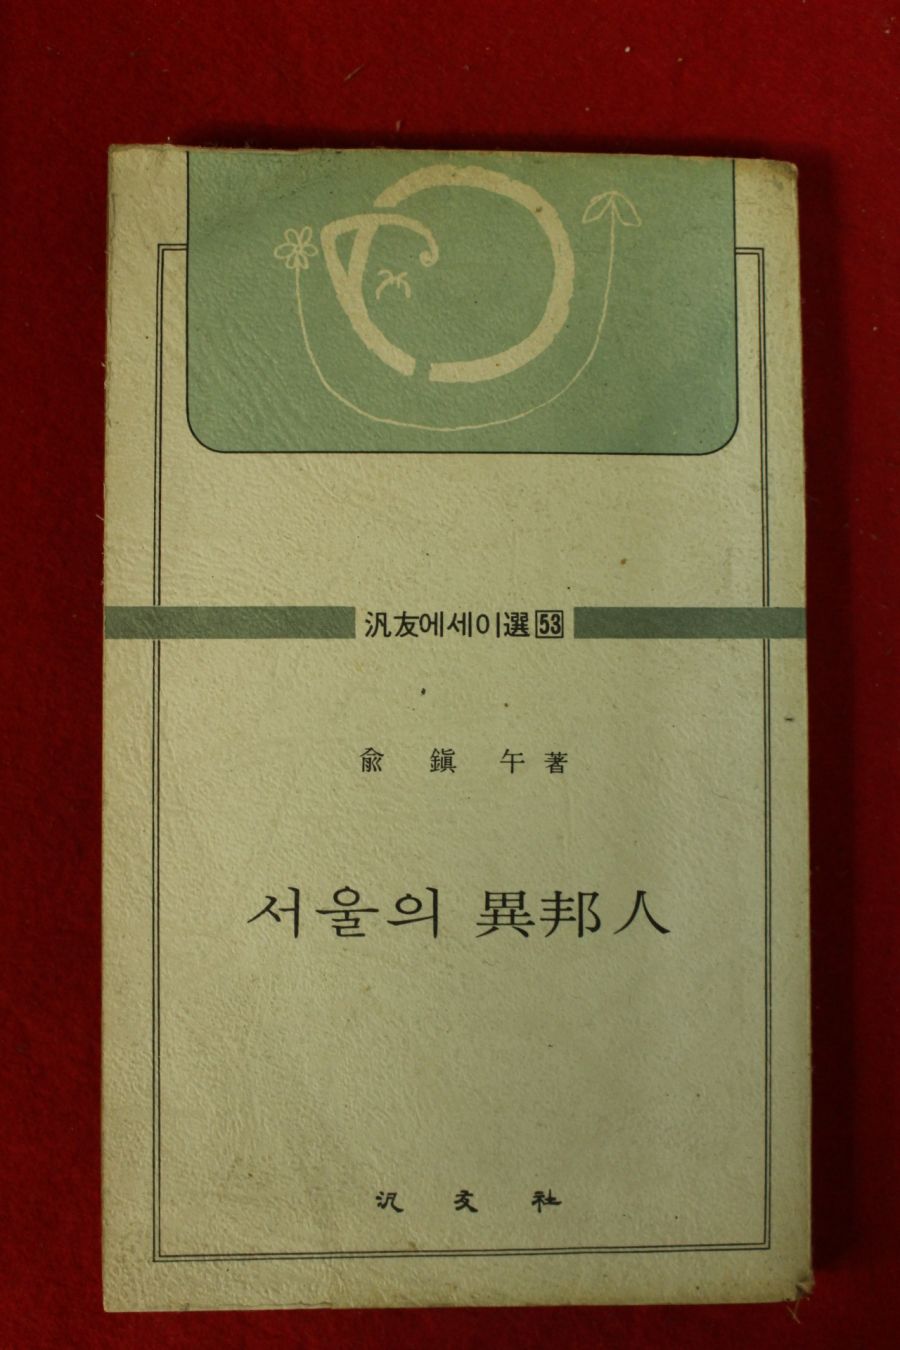 汎友에세이選 53
兪鎭午 著
서울의 異邦人
汎友社